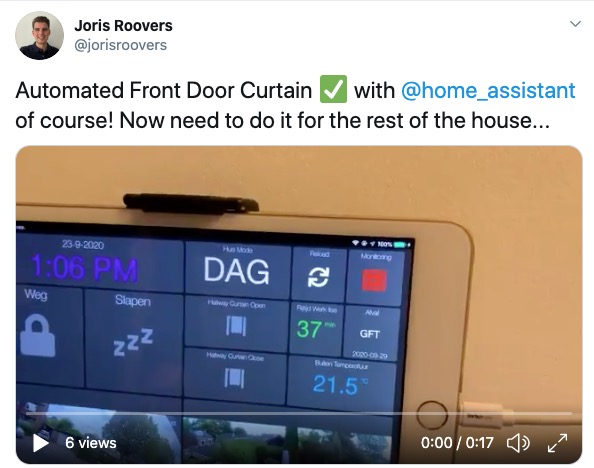 Joris Roovers
@jorisroovers
Automated Front Door Curtain ✅ with @home_assistant
of course! Now need to do it for the rest of the house...
100%
23-9-2020
1:06 PM
Huis Mode
DAG
Reload
Monitoring
Weg
Slapen
zzz
Hallway Curtain Open
Hallway Curtain Close
37 min
Afval
GFT
2020-09-29
Buiten Temperatuur
21.5°
6 views
0:00 / 0:17